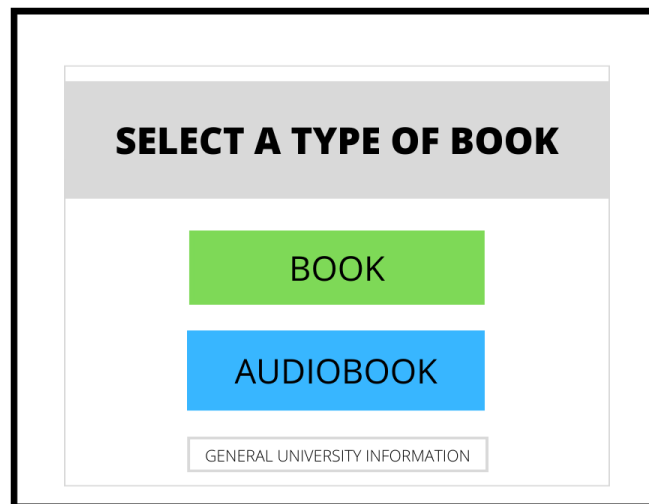 SELECT A TYPE OF BOOK
BOOK
AUDIOBOOK
GENERAL UNIVERSITY INFORMATION